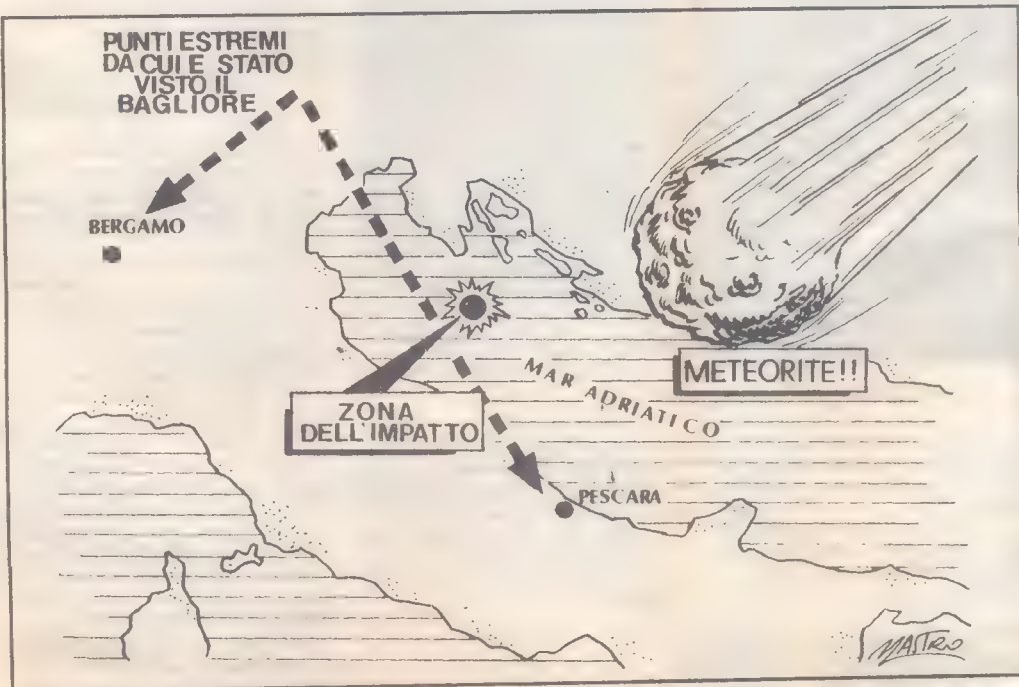 PUNTI ESTREMI
DA CUI E STATO
VISTO IL
BAGLIORE
BERGAMO
METEORITE!!
MAR ADRIATICO
ZONA
DELL'IMPATTO
PESCARA
MASTRO